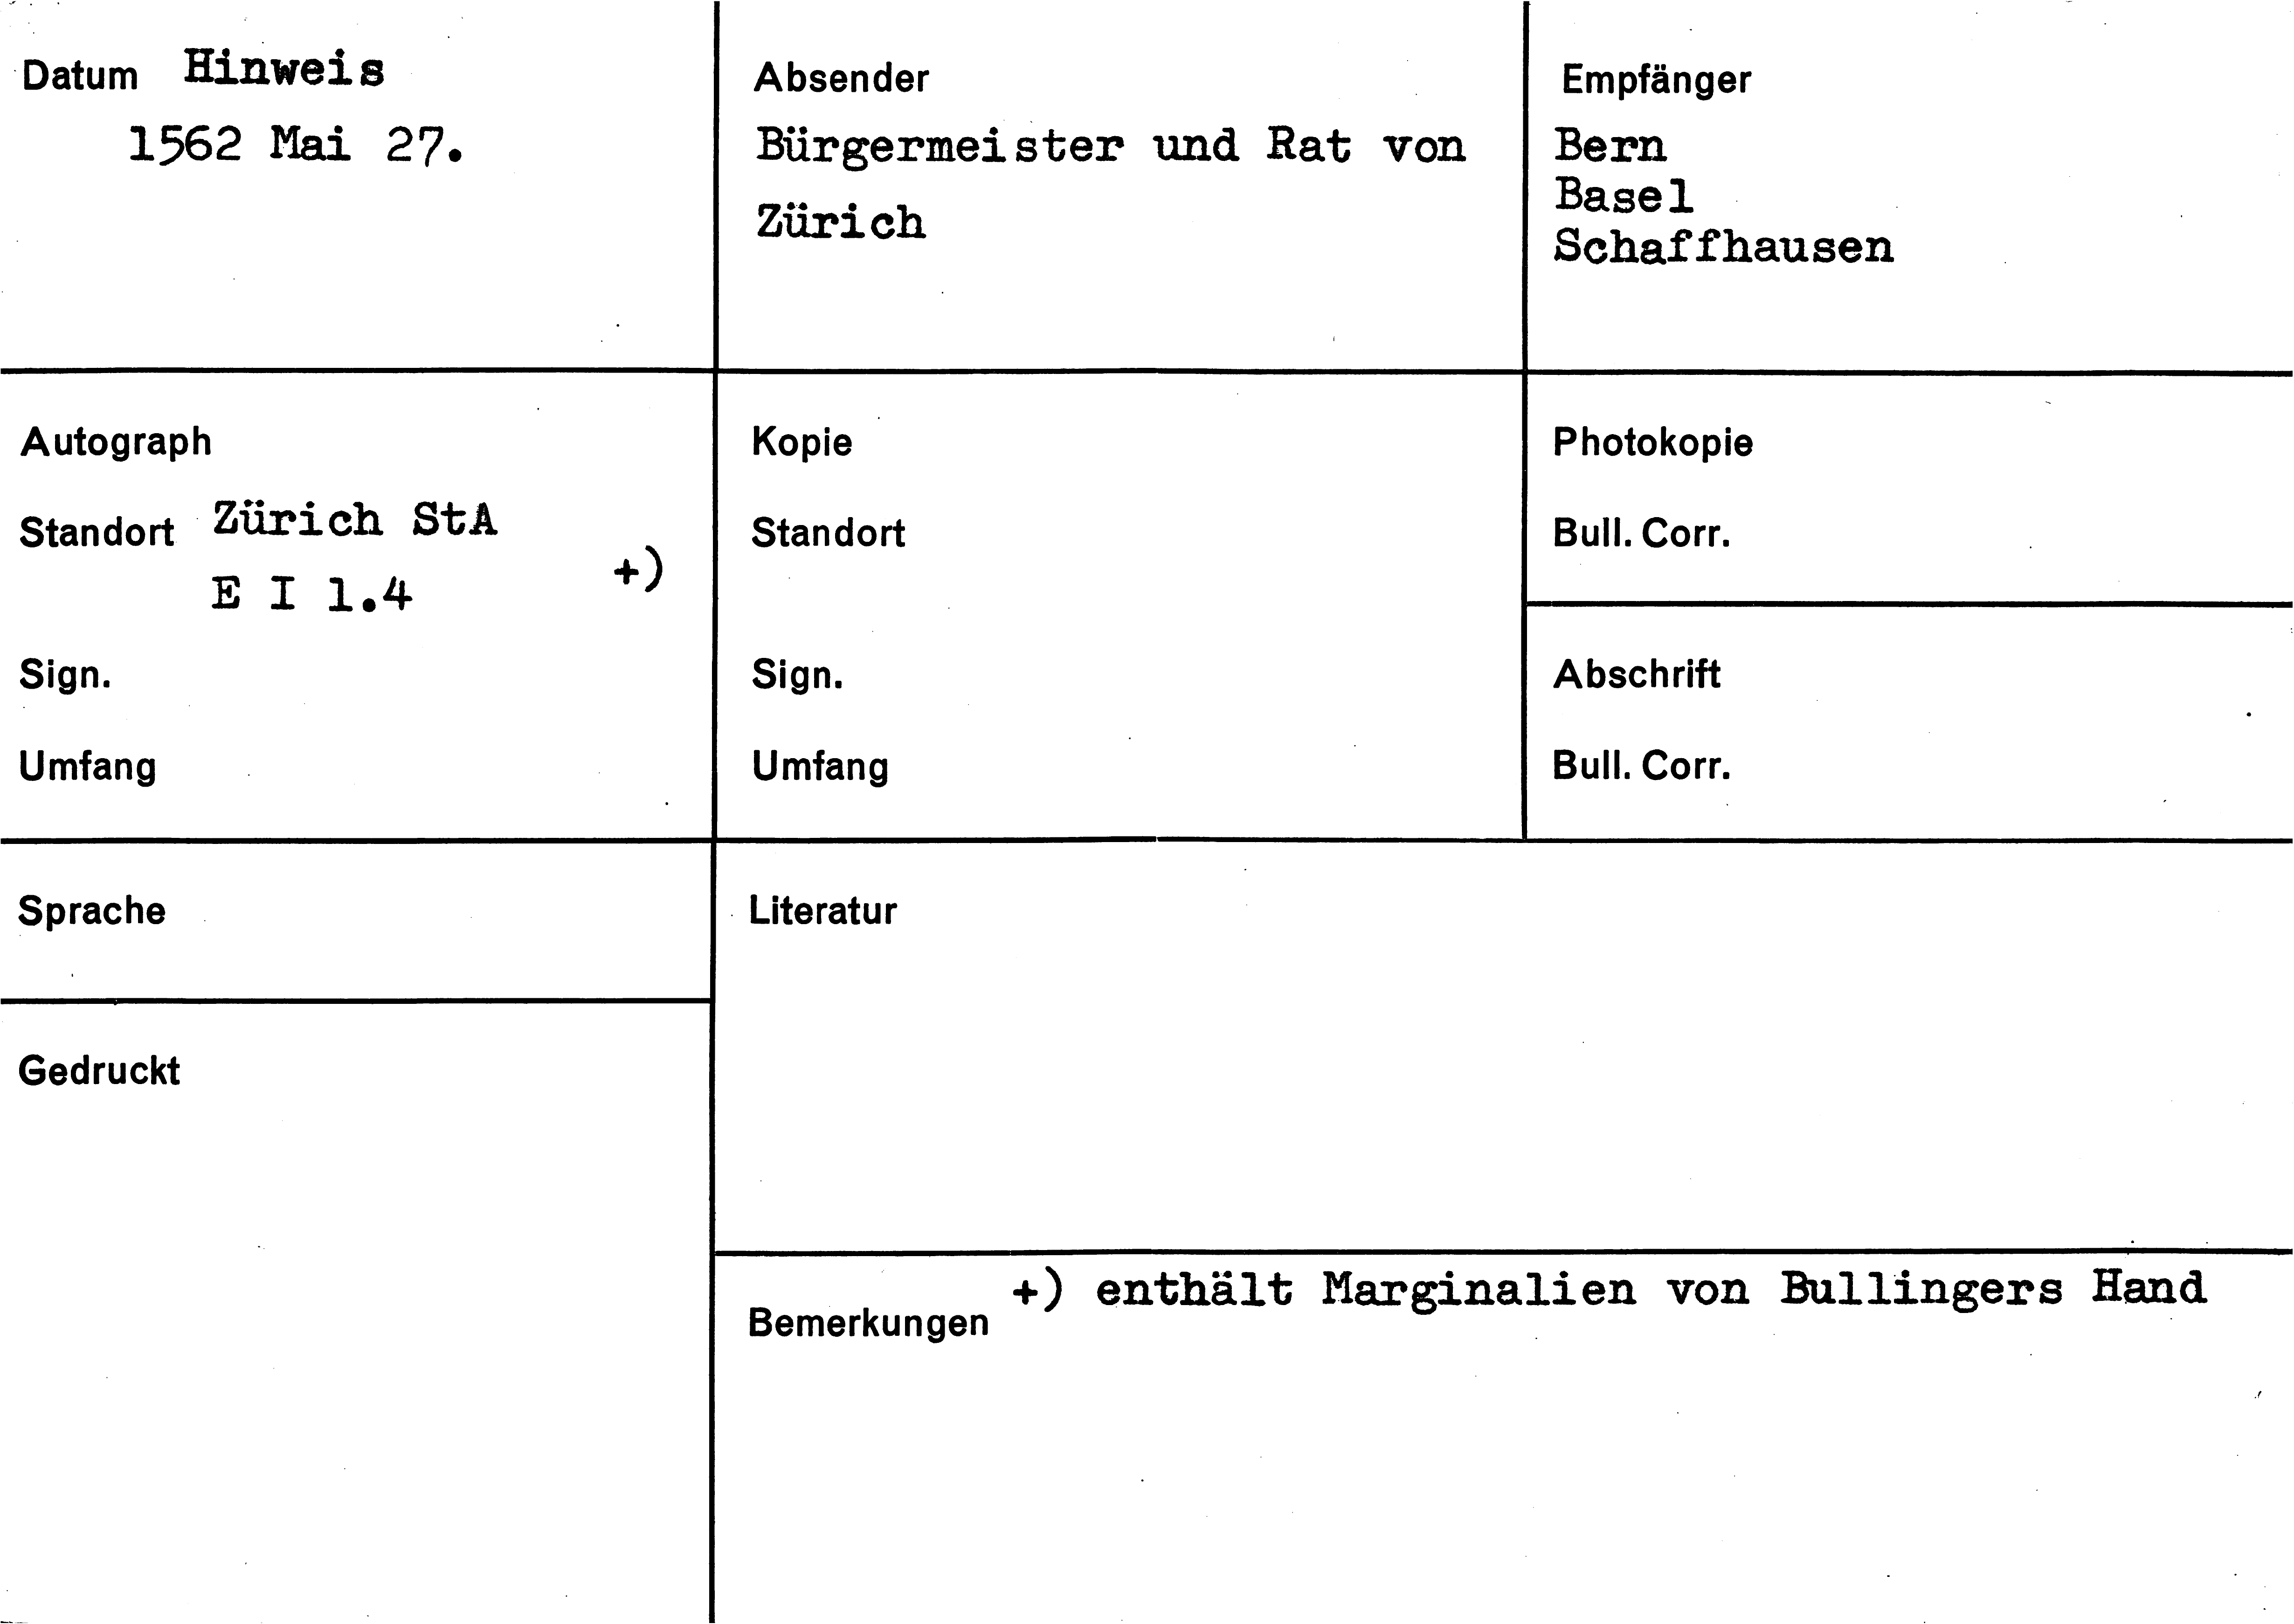 Datum Hinweis
1562 Mai 27.
Absender
Bürgermeister und Rat von
Zürich
Empfänger
Bern
Basel
Schaffhausen
Autograph
Standort Zürich StA
E I 1.4 +)
Sign.
Umfang
Kopie
Standort
Sign.
Umfang
Photokopie
Bull. Corr.
Abschrift
Bull. Corr.
Sprache
Gedruckt
Literatur
Bemerkungen +) enthält Marginalien von Bullingers Hand